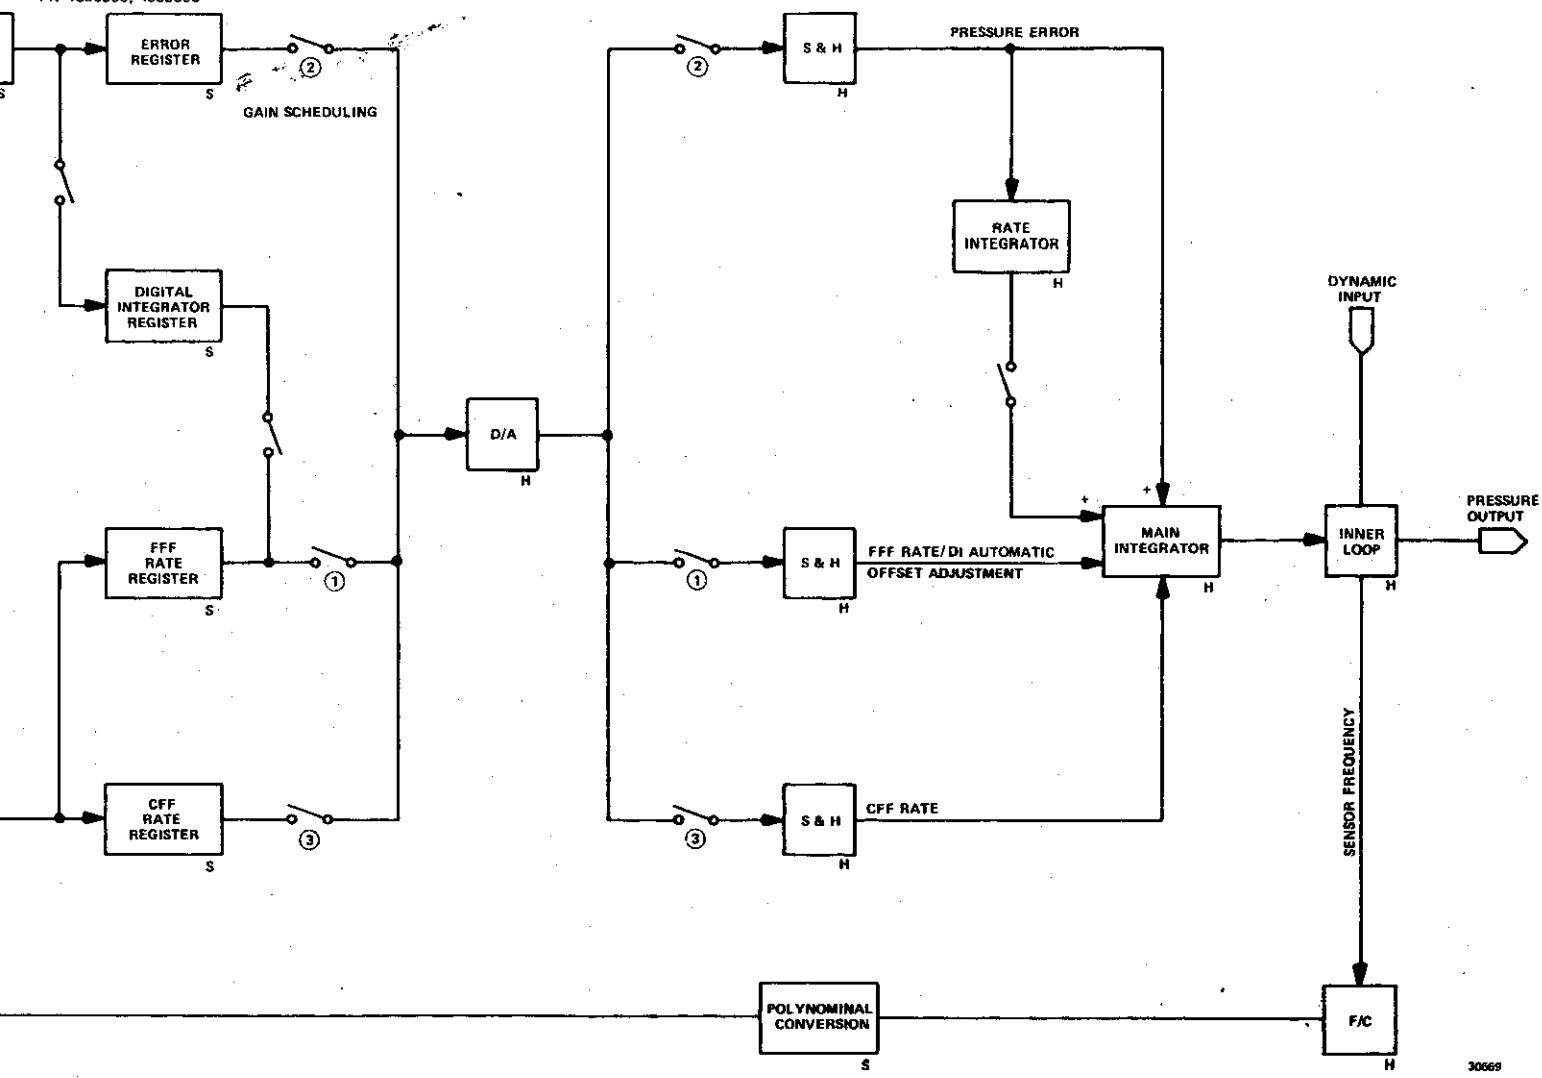 ERROR
REGISTER
S
S
②
GAIN SCHEDULING
②
S & H
H
PRESSURE ERROR
RATE
INTEGRATOR
H
DIGITAL
INTEGRATOR
REGISTER
S
DYNAMIC
INPUT
D/A
H
FFF
RATE
REGISTER
S
①
①
S & H
H
FFF RATE/DI AUTOMATIC
OFFSET ADJUSTMENT
+
+
MAIN
INTEGRATOR
H
INNER
LOOP
H
PRESSURE
OUTPUT
SENSOR FREQUENCY
CFF
RATE
REGISTER
S
③
③
S & H
H
CFF RATE
POLYNOMINAL
CONVERSION
S
F/C
H
30669